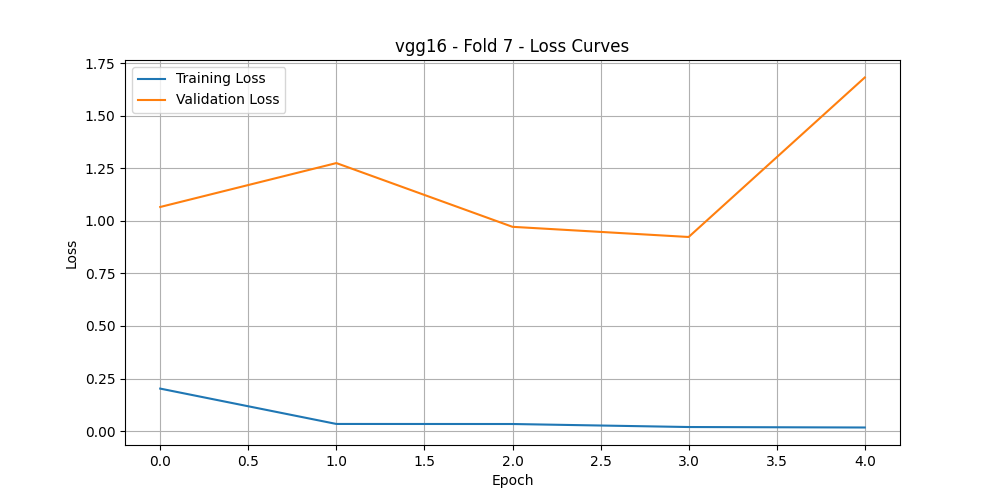 vgg16 - Fold 7 - Loss Curves
Training Loss
Validation Loss
1.75
1.50
1.25
1.00
0.75
0.50
0.25
0.00
Loss
0.0 0.5 1.0 1.5 2.0 2.5 3.0 3.5 4.0
Epoch